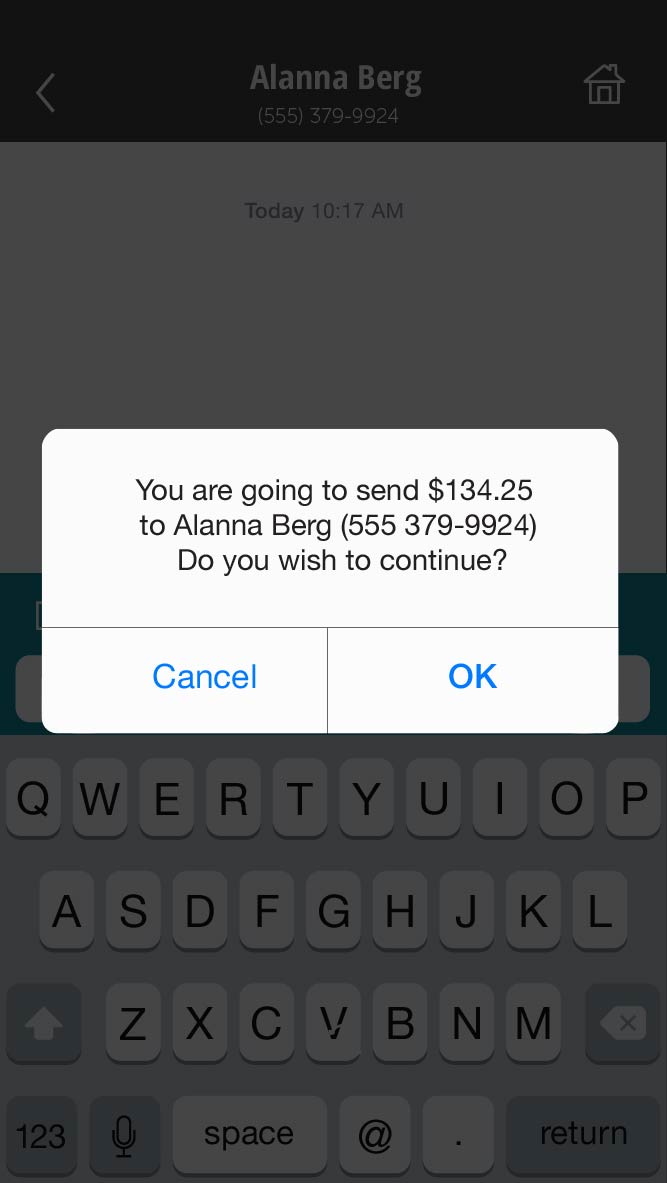 Alanna Berg
(555) 379-9924
Today 10:17 AM
You are going to send $134.25
to Alanna Berg (555 379-9924)
Do you wish to continue?
Cancel OK
Q W E R T Y U I O P
A S D F G H J K L
Z X C V B N M
123 space @ . return